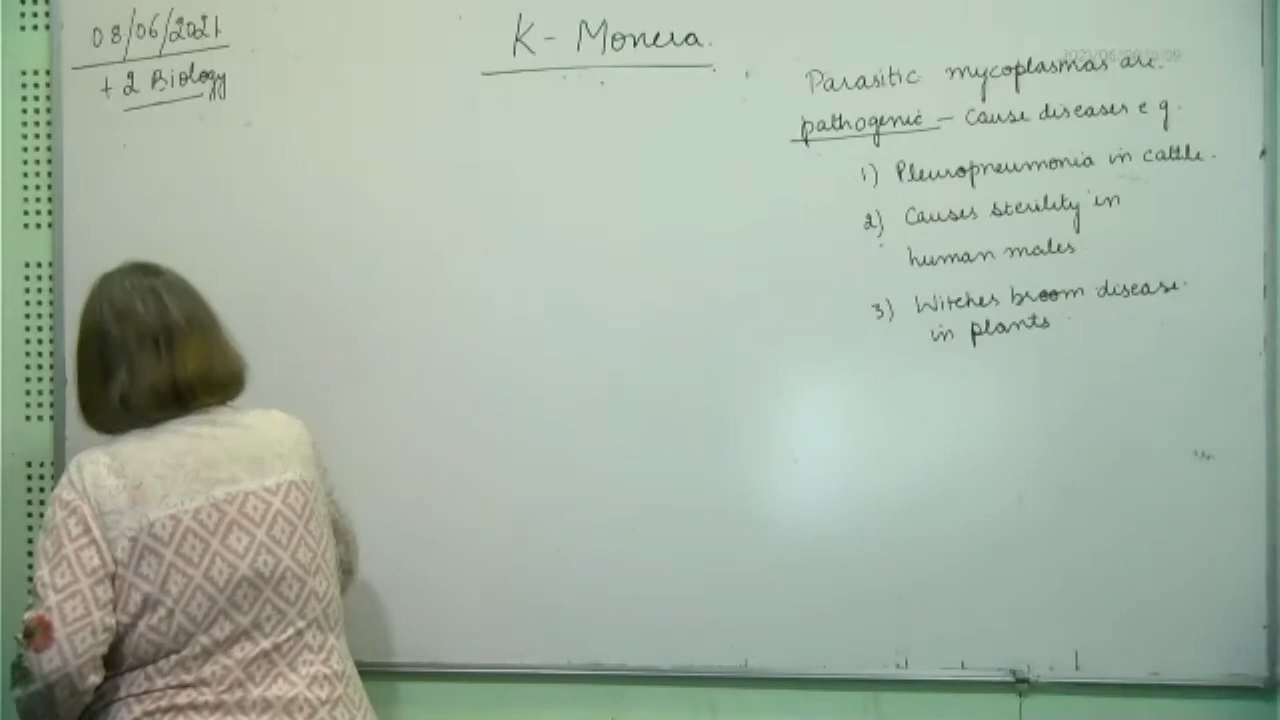 08/06/2021
+2 Biology
K- Monera.
Parasitic mycoplasmas are
pathogenic - cause diseases e g.
1) Pleuropneumonia in cattle.
2) Causes sterility in
human males
3) Witches broom disease
in plants